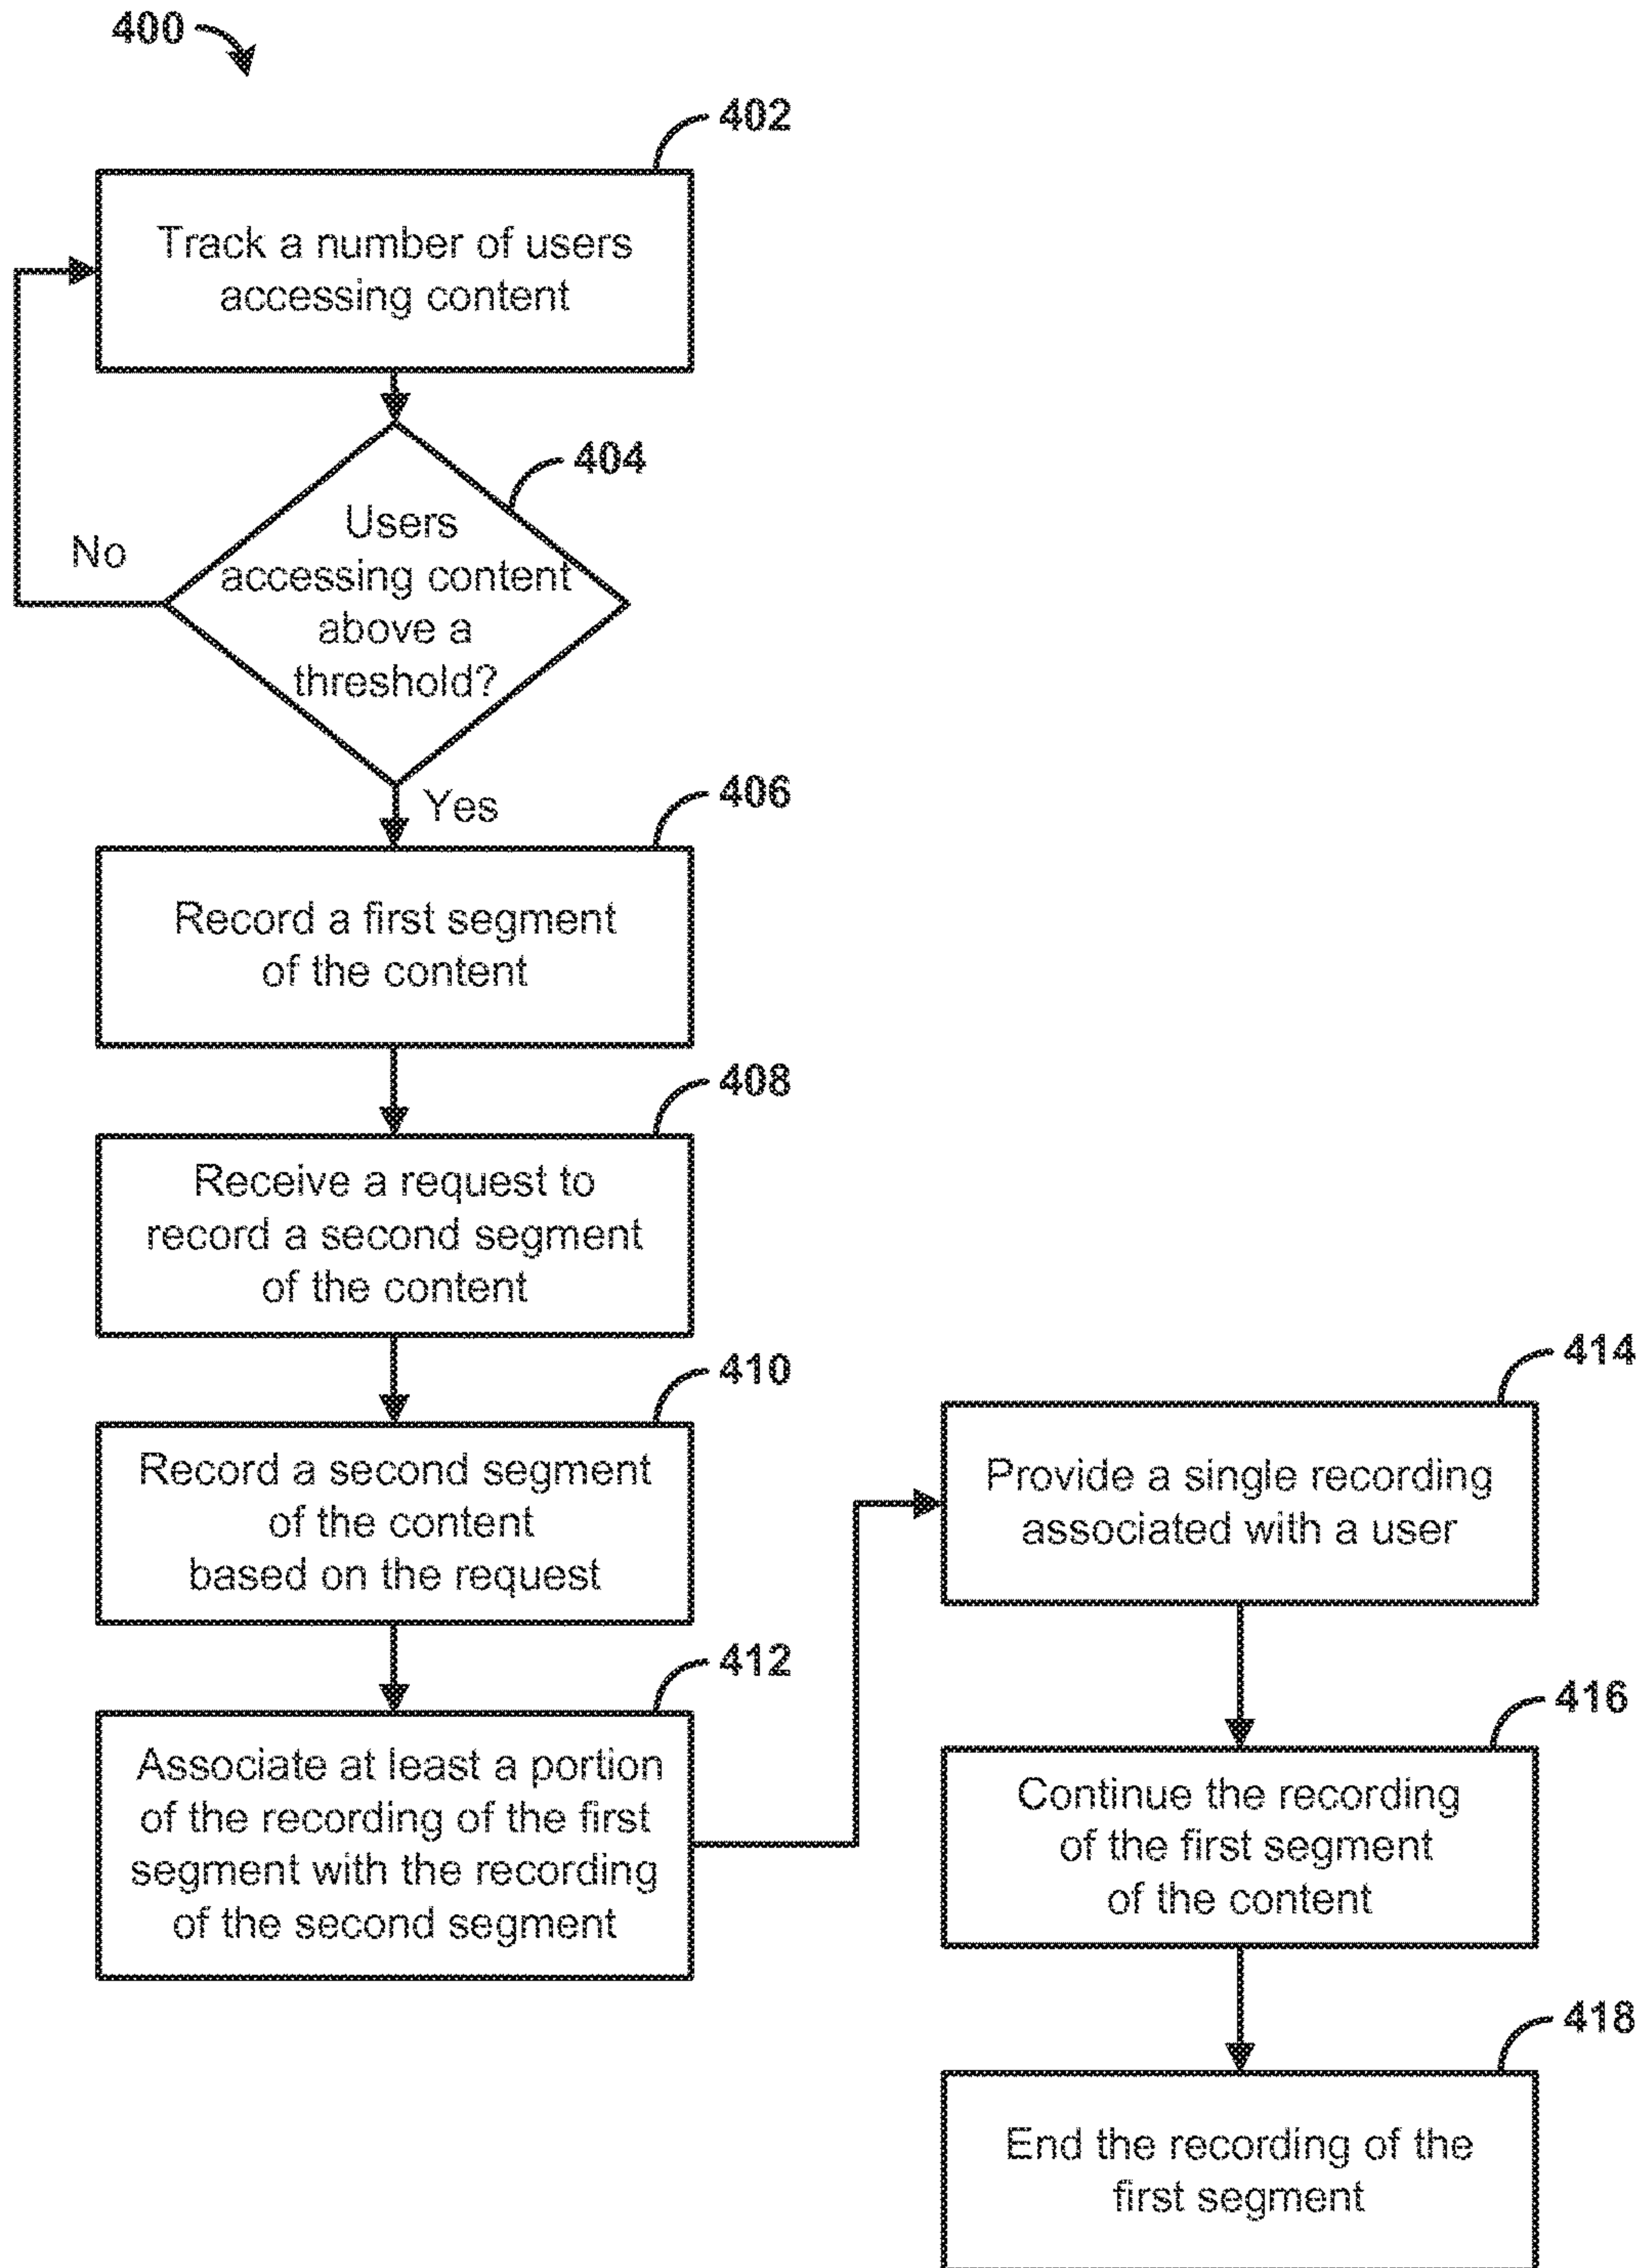 400
402
Track a number of users
accessing content
404
Users
accessing content
above a
threshold?
No
Yes
406
Record a first segment
of the content
408
Receive a request to
record a second segment
of the content
410
Record a second segment
of the content
based on the request
412
Associate at least a portion
of the recording of the first
segment with the recording
of the second segment
414
Provide a single recording
associated with a user
416
Continue the recording
of the first segment
of the content
418
End the recording of the
first segment